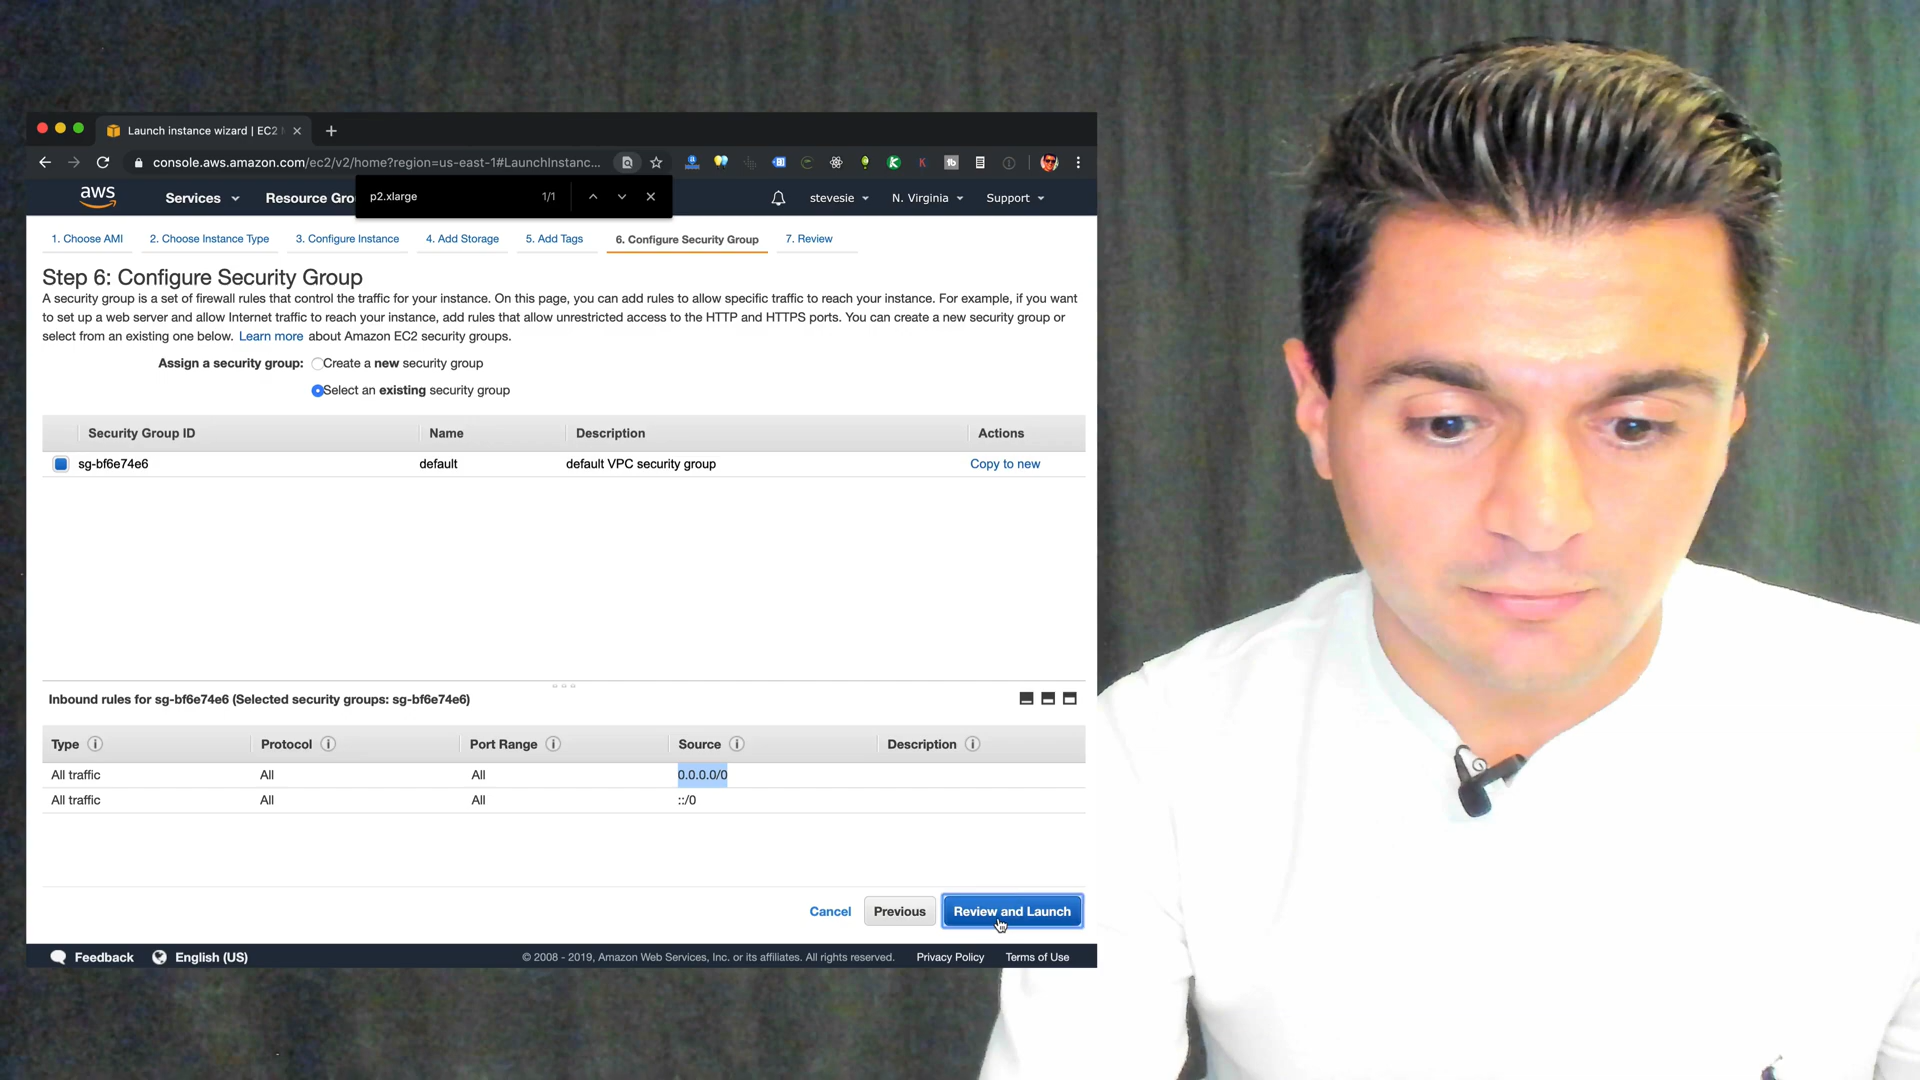 Launch instance wizard | EC2
console.aws.amazon.com/ec2/v2/home?region=us-east-1#LaunchInstanc...
aws
Services
Resource Gro
p2.xlarge
1/1
stevesie
N. Virginia
Support
1. Choose AMI
2. Choose Instance Type
3. Configure Instance
4. Add Storage
5. Add Tags
6. Configure Security Group
7. Review
Step 6: Configure Security Group
A security group is a set of firewall rules that control the traffic for your instance. On this page, you can add rules to allow specific traffic to reach your instance. For example, if you want
to set up a web server and allow Internet traffic to reach your instance, add rules that allow unrestricted access to the HTTP and HTTPS ports. You can create a new security group or
select from an existing one below. Learn more about Amazon EC2 security groups.
Assign a security group: Create a new security group
Select an existing security group
Security Group ID Name Description Actions
sg-bf6e74e6 default default VPC security group Copy to new
Inbound rules for sg-bf6e74e6 (Selected security groups: sg-bf6e74e6)
Type Protocol Port Range Source Description
All traffic All All 0.0.0.0/0
All traffic All All ::/0
Cancel Previous Review and Launch
Feedback English (US) © 2008 - 2019, Amazon Web Services, Inc. or its affiliates. All rights reserved. Privacy Policy Terms of Use